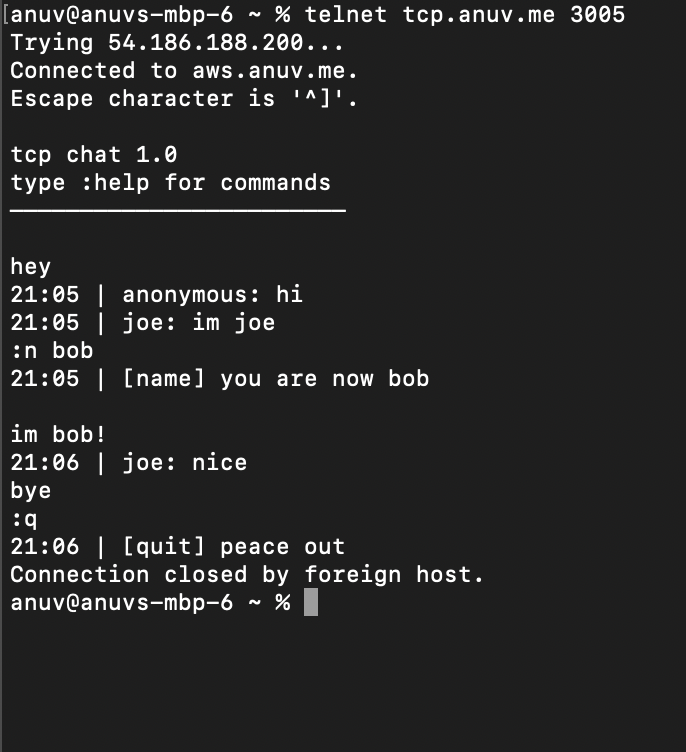 [anuv@anuvs-mbp-6 ~ % telnet tcp.anuv.me 3005
Trying 54.186.188.200...
Connected to aws.anuv.me.
Escape character is '^]'.
tcp chat 1.0
type :help for commands
hey
21:05 | anonymous: hi
21:05 | joe: im joe
:n bob
21:05 | [name] you are now bob
im bob!
21:06 | joe: nice
bye
:q
21:06 | [quit] peace out
Connection closed by foreign host.
anuv@anuvs-mbp-6 ~ %